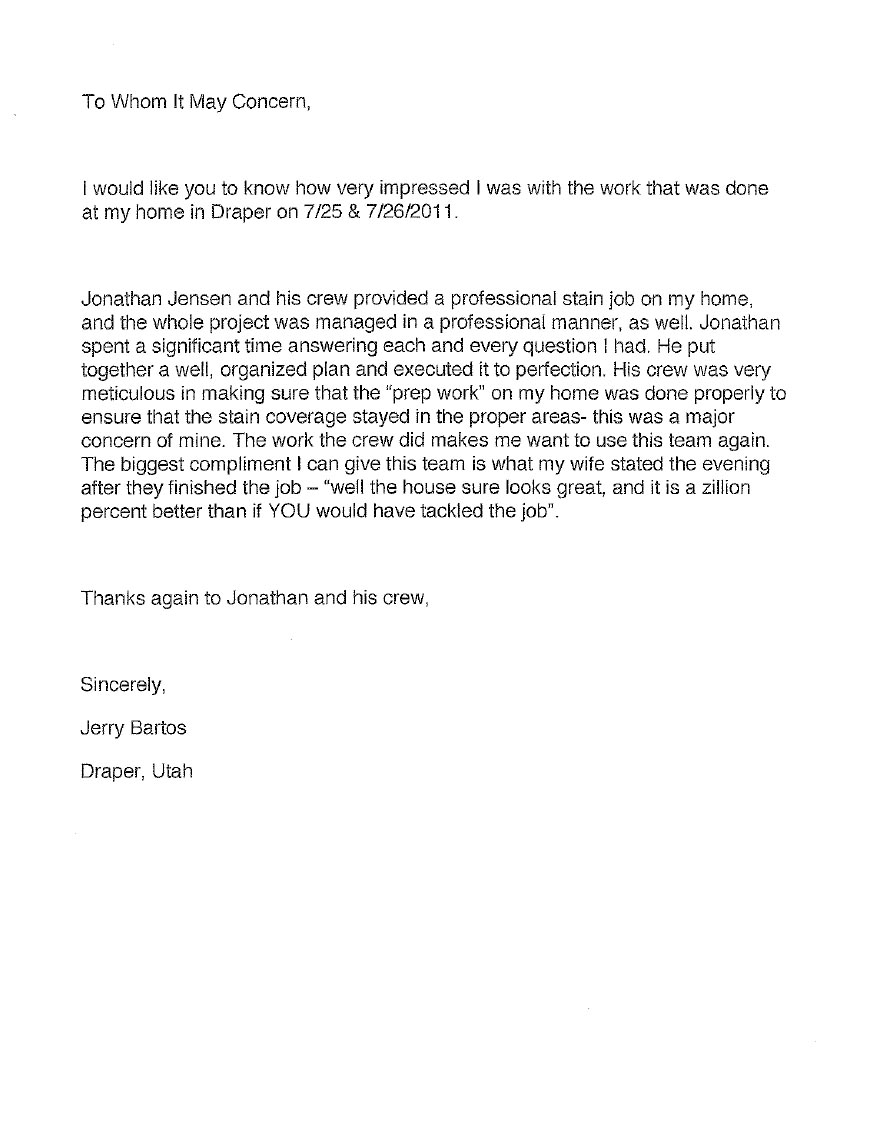 To Whom It May Concern,
I would like you to know how very impressed I was with the work that was done
at my home in Draper on 7/25 & 7/26/2011.
Jonathan Jensen and his crew provided a professional stain job on my home,
and the whole project was managed in a professional manner, as well. Jonathan
spent a significant time answering each and every question I had. He put
together a well, organized plan and executed it to perfection. His crew was very
meticulous in making sure that the “prep work” on my home was done properly to
ensure that the stain coverage stayed in the proper areas- this was a major
concern of mine. The work the crew did makes me want to use this team again.
The biggest compliment I can give this team is what my wife stated the evening
after they finished the job – “well the house sure looks great, and it is a zillion
percent better than if YOU would have tackled the job”.
Thanks again to Jonathan and his crew,
Sincerely,
Jerry Bartos
Draper, Utah